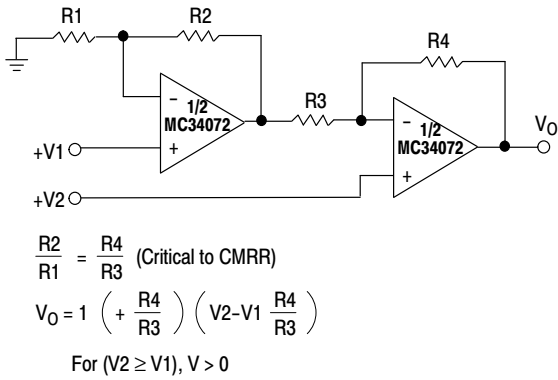 R1
R2
R4
R3
1/2
MC34072
1/2
MC34072
−
+
−
+
+V1
+V2
VO
R2/R1 = R4/R3 (Critical to CMRR)
VO = 1 ( + R4/R3 ) ( V2−V1 R4/R3 )
For (V2 ≥ V1), V > 0